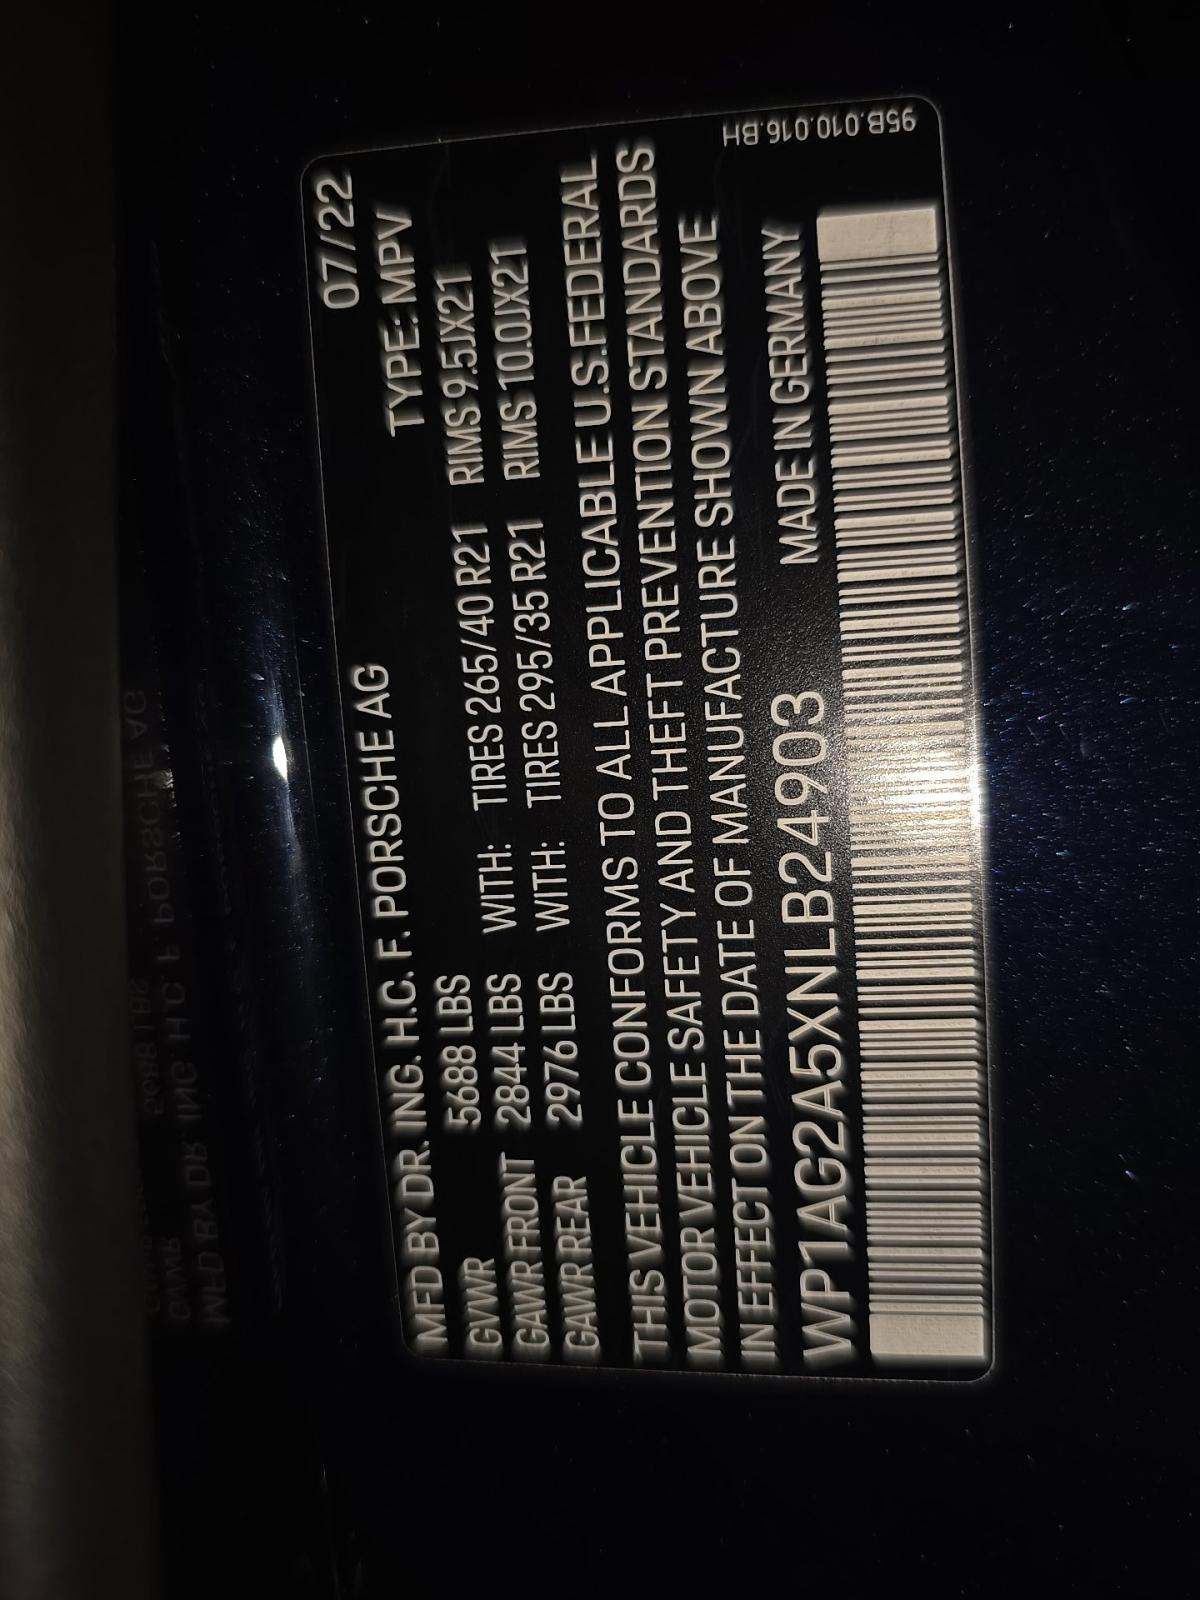 07/22
MFD BY DR. ING. H.C. F. PORSCHE AG TYPE: MPV
GVWR 5688 LBS
GAWR FRONT 2844 LBS WITH: TIRES 265/40 R21 RIMS 9.5JX21
GAWR REAR 2976 LBS WITH: TIRES 295/35 R21 RIMS 10.0JX21
THIS VEHICLE CONFORMS TO ALL APPLICABLE U.S.FEDERAL
MOTOR VEHICLE SAFETY AND THEFT PREVENTION STANDARDS
IN EFFECT ON THE DATE OF MANUFACTURE SHOWN ABOVE
WP1AG2A5XNLB24903 MADE IN GERMANY
95B.010.016.BH